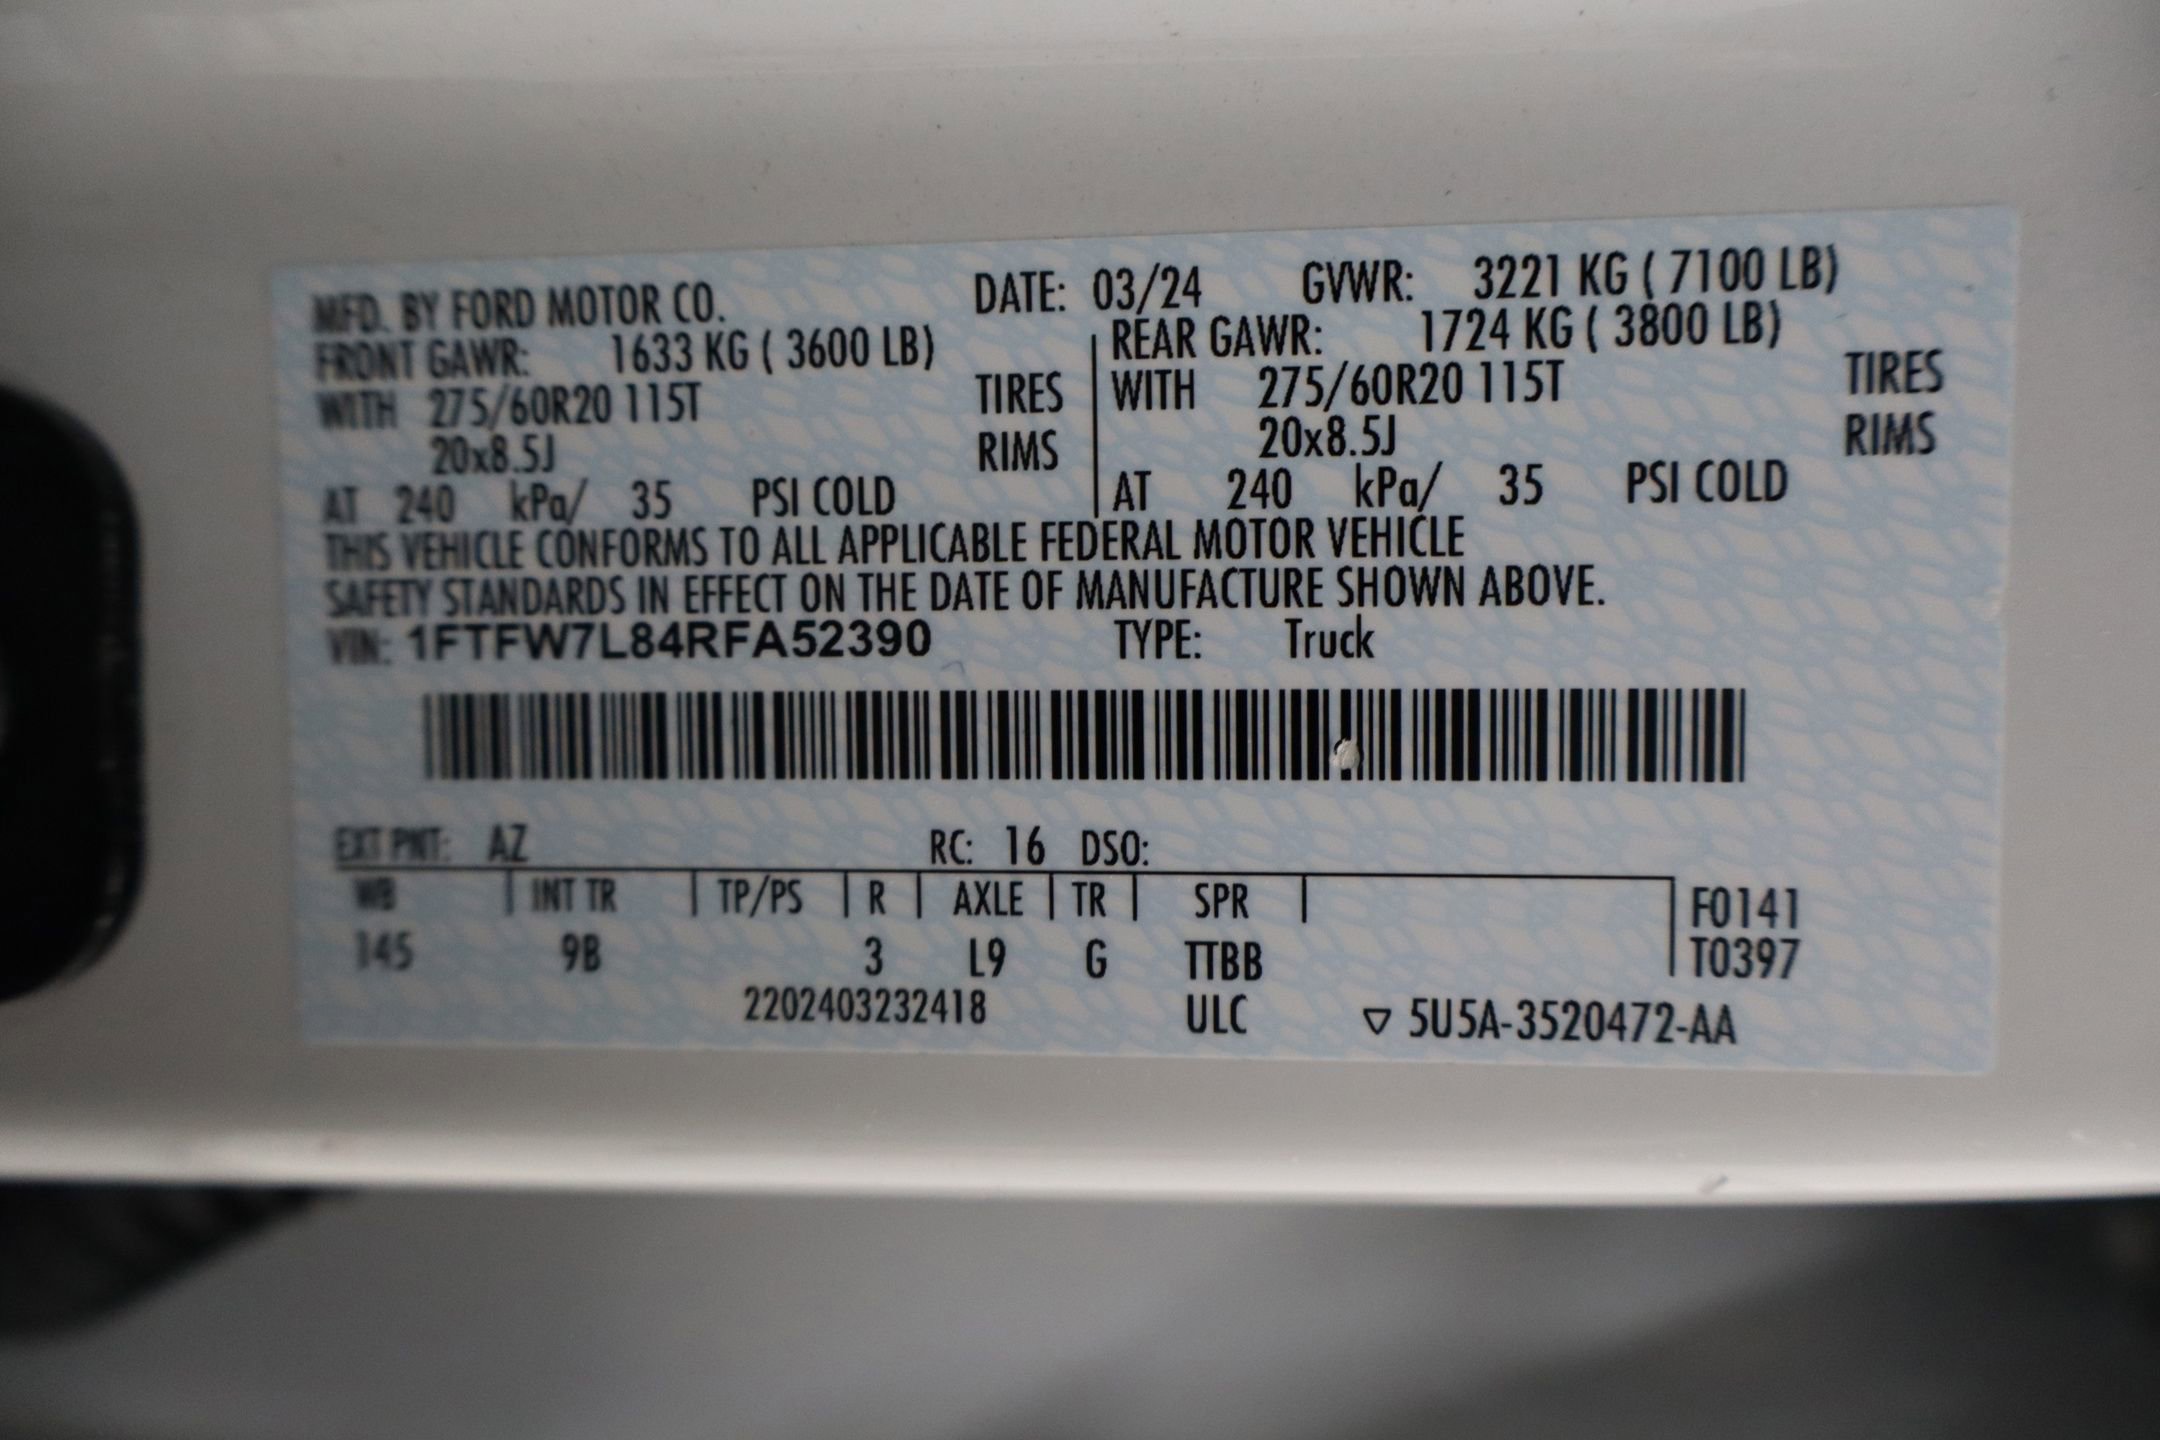 MFD. BY FORD MOTOR CO. DATE: 03/24 GVWR: 3221 KG ( 7100 LB)
FRONT GAWR: 1633 KG ( 3600 LB) REAR GAWR: 1724 KG ( 3800 LB)
WITH 275/60R20 115T TIRES WITH 275/60R20 115T TIRES
20x8.5J RIMS 20x8.5J RIMS
AT 240 kPa/ 35 PSI COLD AT 240 kPa/ 35 PSI COLD
THIS VEHICLE CONFORMS TO ALL APPLICABLE FEDERAL MOTOR VEHICLE
SAFETY STANDARDS IN EFFECT ON THE DATE OF MANUFACTURE SHOWN ABOVE.
VIN: 1FTFW7L84RFA52390 TYPE: Truck
EXT PNT: AZ RC: 16 DSO:
WB INT TR TP/PS R AXLE TR SPR F0141
145 9B 3 L9 G TTBB T0397
2202403232418 ULC ▽ 5U5A-3520472-AA